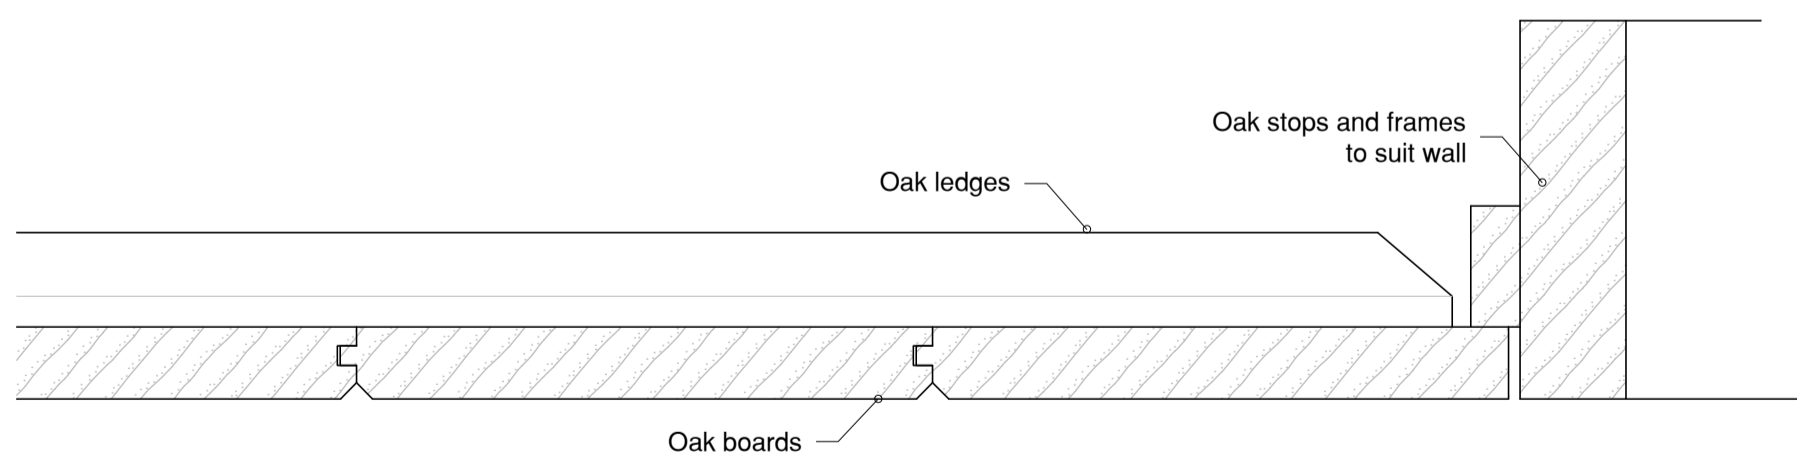 Oak stops and frames
to suit wall
Oak ledges
Oak boards